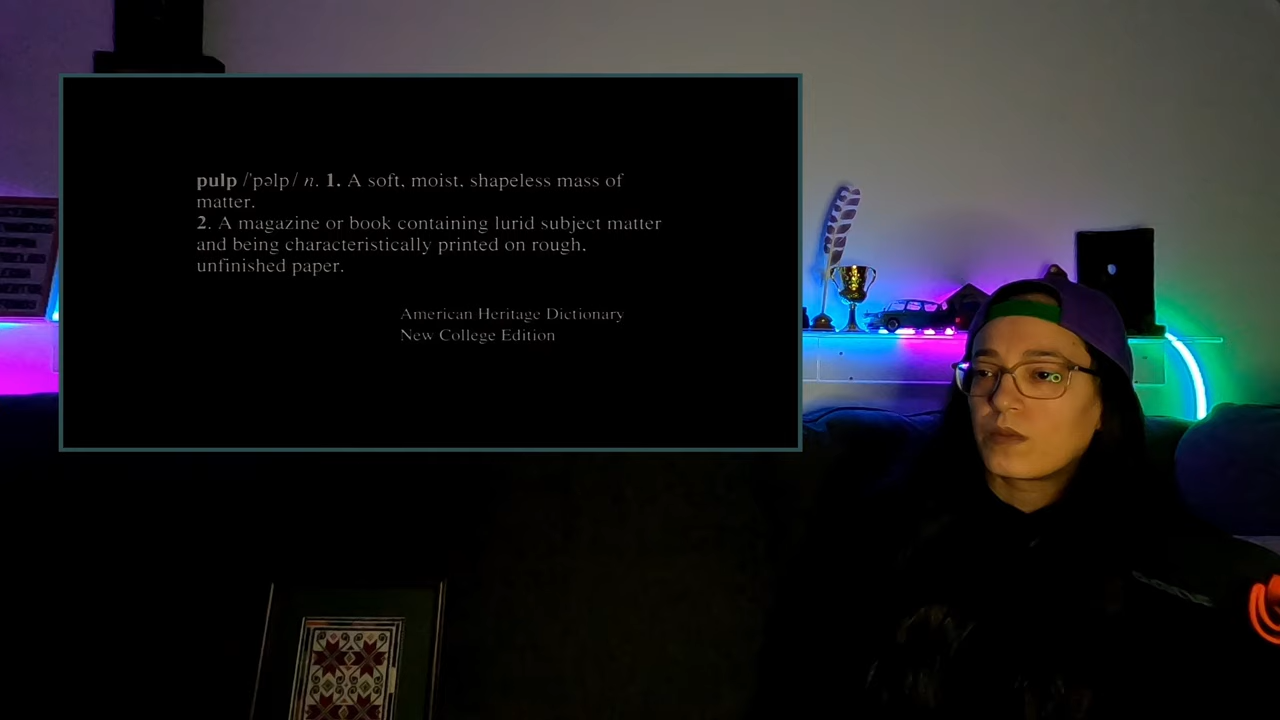 pulp /'pəlp/ n. 1. A soft, moist, shapeless mass of
matter.
2. A magazine or book containing lurid subject matter
and being characteristically printed on rough,
unfinished paper.
American Heritage Dictionary
New College Edition